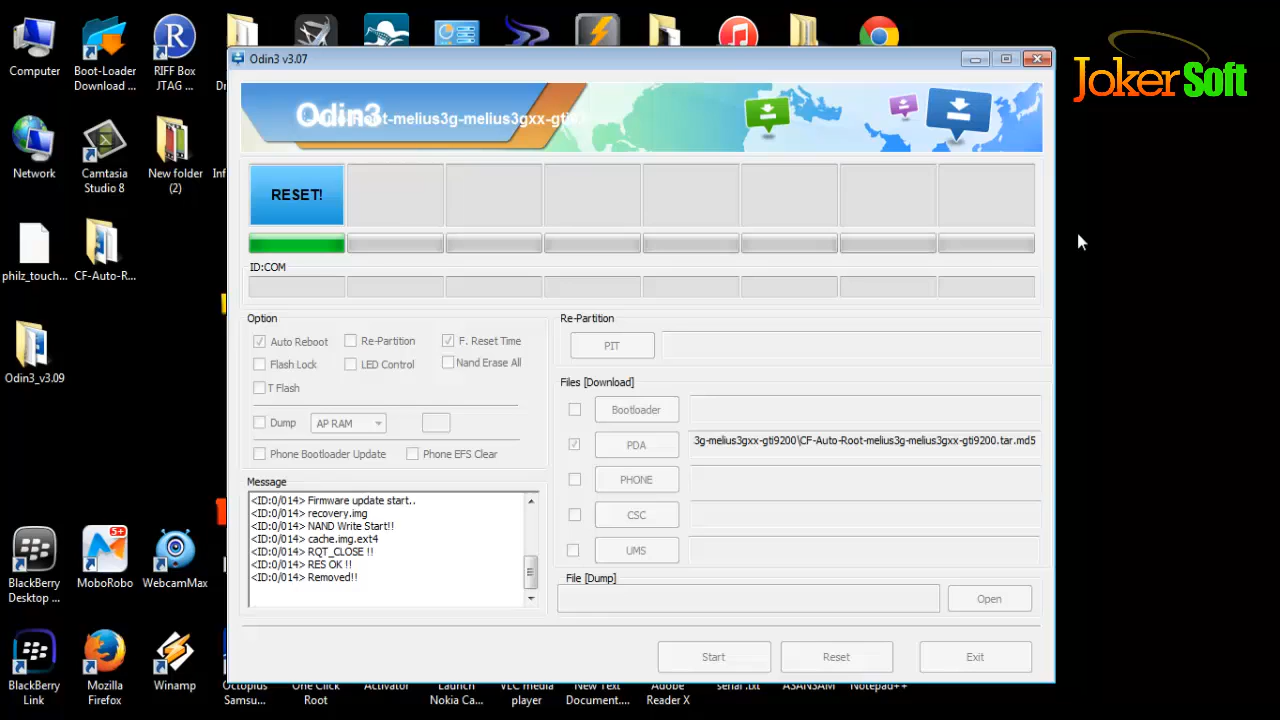 Computer
Boot-Loader
Download ...
RIFF Box
JTAG ...
Network
Camtasia
Studio 8
New folder
(2)
philz_touch...
CF-Auto-R...
Odin3_v3.09
BlackBerry
Desktop ...
5+
MoboRobo
WebcamMax
BlackBerry
Link
Mozilla
Firefox
Winamp
Octopus
Samsu...
One Click
Root
Activator
Launch
Nokia Ca...
VLC media
player
New Text
Document....
Adobe
Reader X
serial .txt
ASANSAM
Notepad++
JokerSoft
Odin3 v3.07
Odin3
Root-melius3g-melius3gxx-gti9
RESET!
ID:COM
Option
Auto Reboot
Re-Partition
F. Reset Time
Flash Lock
LED Control
Nand Erase All
T Flash
Dump
AP RAM
Phone Bootloader Update
Phone EFS Clear
Message
<ID:0/014> Firmware update start..
<ID:0/014> recovery.img
<ID:0/014> NAND Write Start!!
<ID:0/014> cache.img.ext4
<ID:0/014> RQT_CLOSE !!
<ID:0/014> RES OK !!
<ID:0/014> Removed!!
Re-Partition
PIT
Files [Download]
Bootloader
PDA
3g-melius3gxx-gti9200\CF-Auto-Root-melius3g-melius3gxx-gti9200.tar.md5
PHONE
CSC
UMS
File [Dump]
Open
Start
Reset
Exit